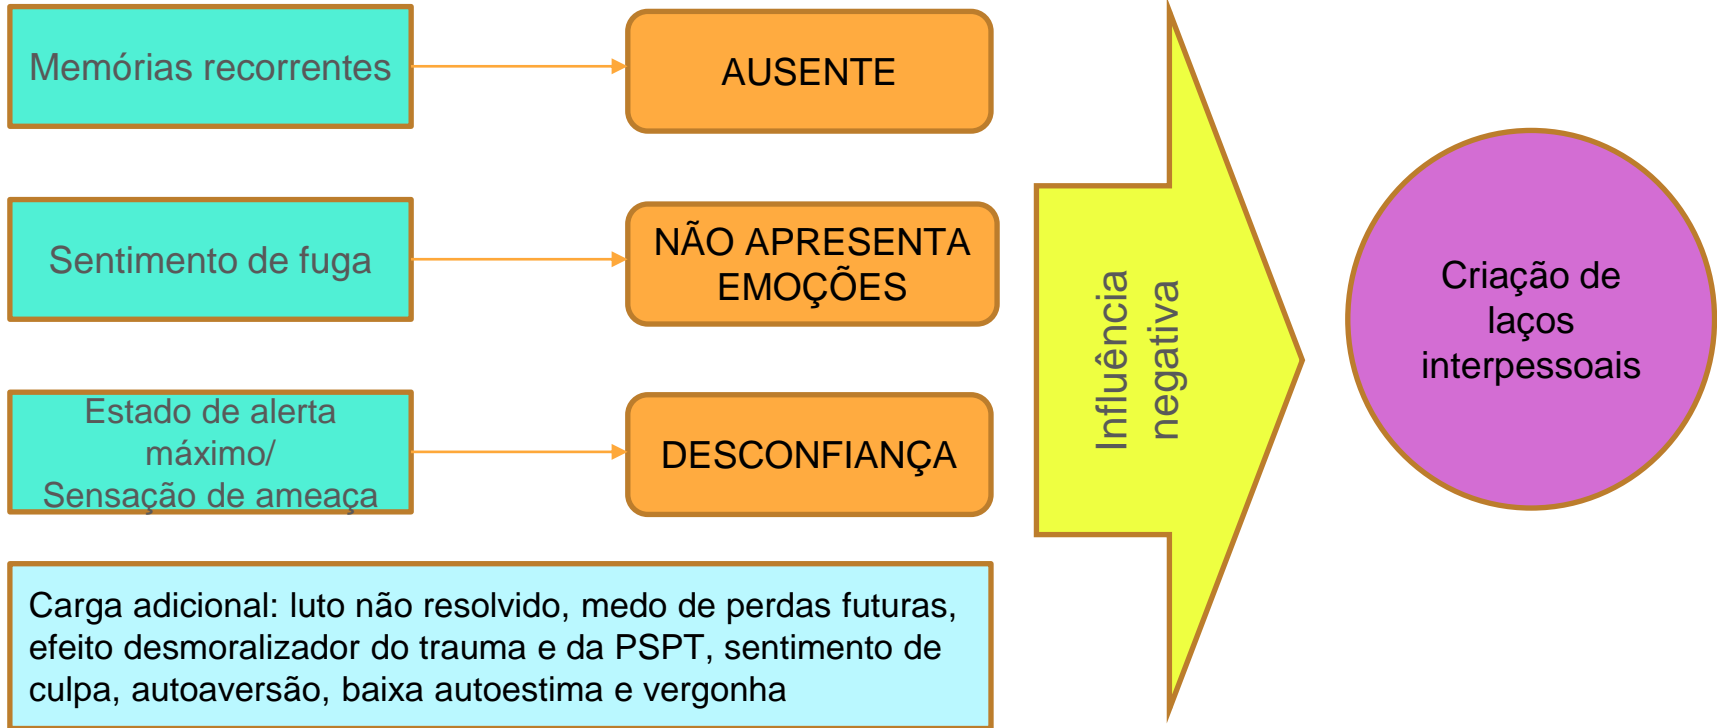 Memórias recorrentes
AUSENTE
Sentimento de fuga
NÃO APRESENTA
EMOÇÕES
Estado de alerta
máximo/
Sensação de ameaça
DESCONFIANÇA
Carga adicional: luto não resolvido, medo de perdas futuras,
efeito desmoralizador do trauma e da PSPT, sentimento de
culpa, autoaversão, baixa autoestima e vergonha
Influência
negativa
Criação de
laços
interpessoais